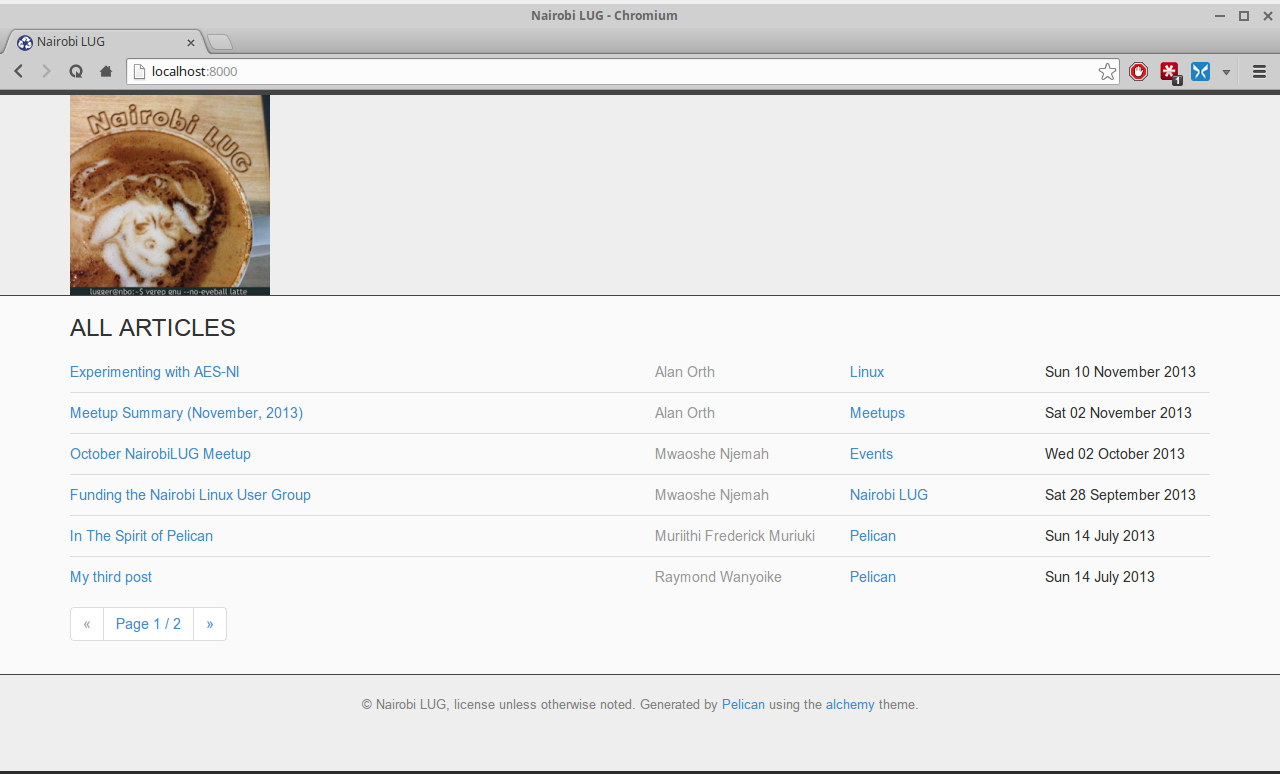 Nairobi LUG - Chromium
Nairobi LUG
localhost:8000
1
Nairobi LUG
lugger@nbo:~$ vgrep gnu --no-eyeball latte
ALL ARTICLES
Experimenting with AES-NI Alan Orth Linux Sun 10 November 2013
Meetup Summary (November, 2013) Alan Orth Meetups Sat 02 November 2013
October NairobiLUG Meetup Mwaoshe Njemah Events Wed 02 October 2013
Funding the Nairobi Linux User Group Mwaoshe Njemah Nairobi LUG Sat 28 September 2013
In The Spirit of Pelican Muriithi Frederick Muriuki Pelican Sun 14 July 2013
My third post Raymond Wanyoike Pelican Sun 14 July 2013
« Page 1 / 2 »
© Nairobi LUG, license unless otherwise noted. Generated by Pelican using the alchemy theme.